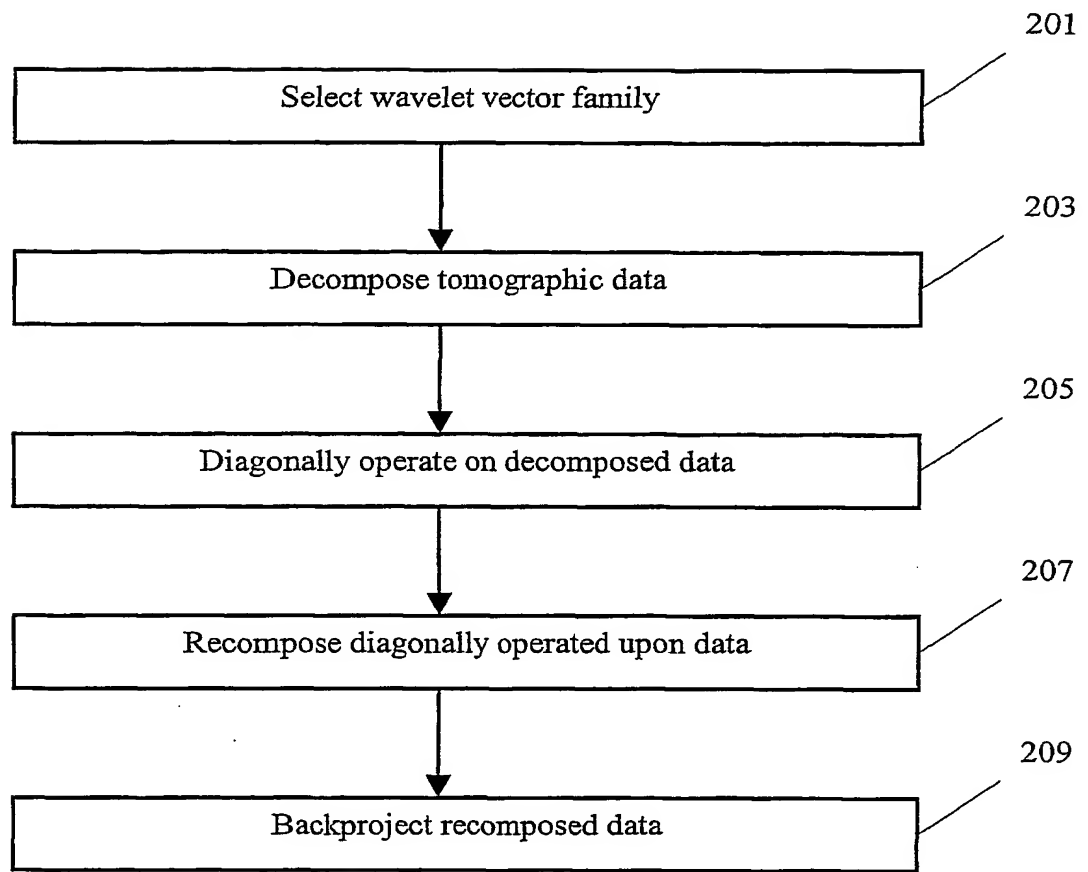 201
Select wavelet vector family
203
Decompose tomographic data
205
Diagonally operate on decomposed data
207
Recompose diagonally operated upon data
209
Backproject recomposed data